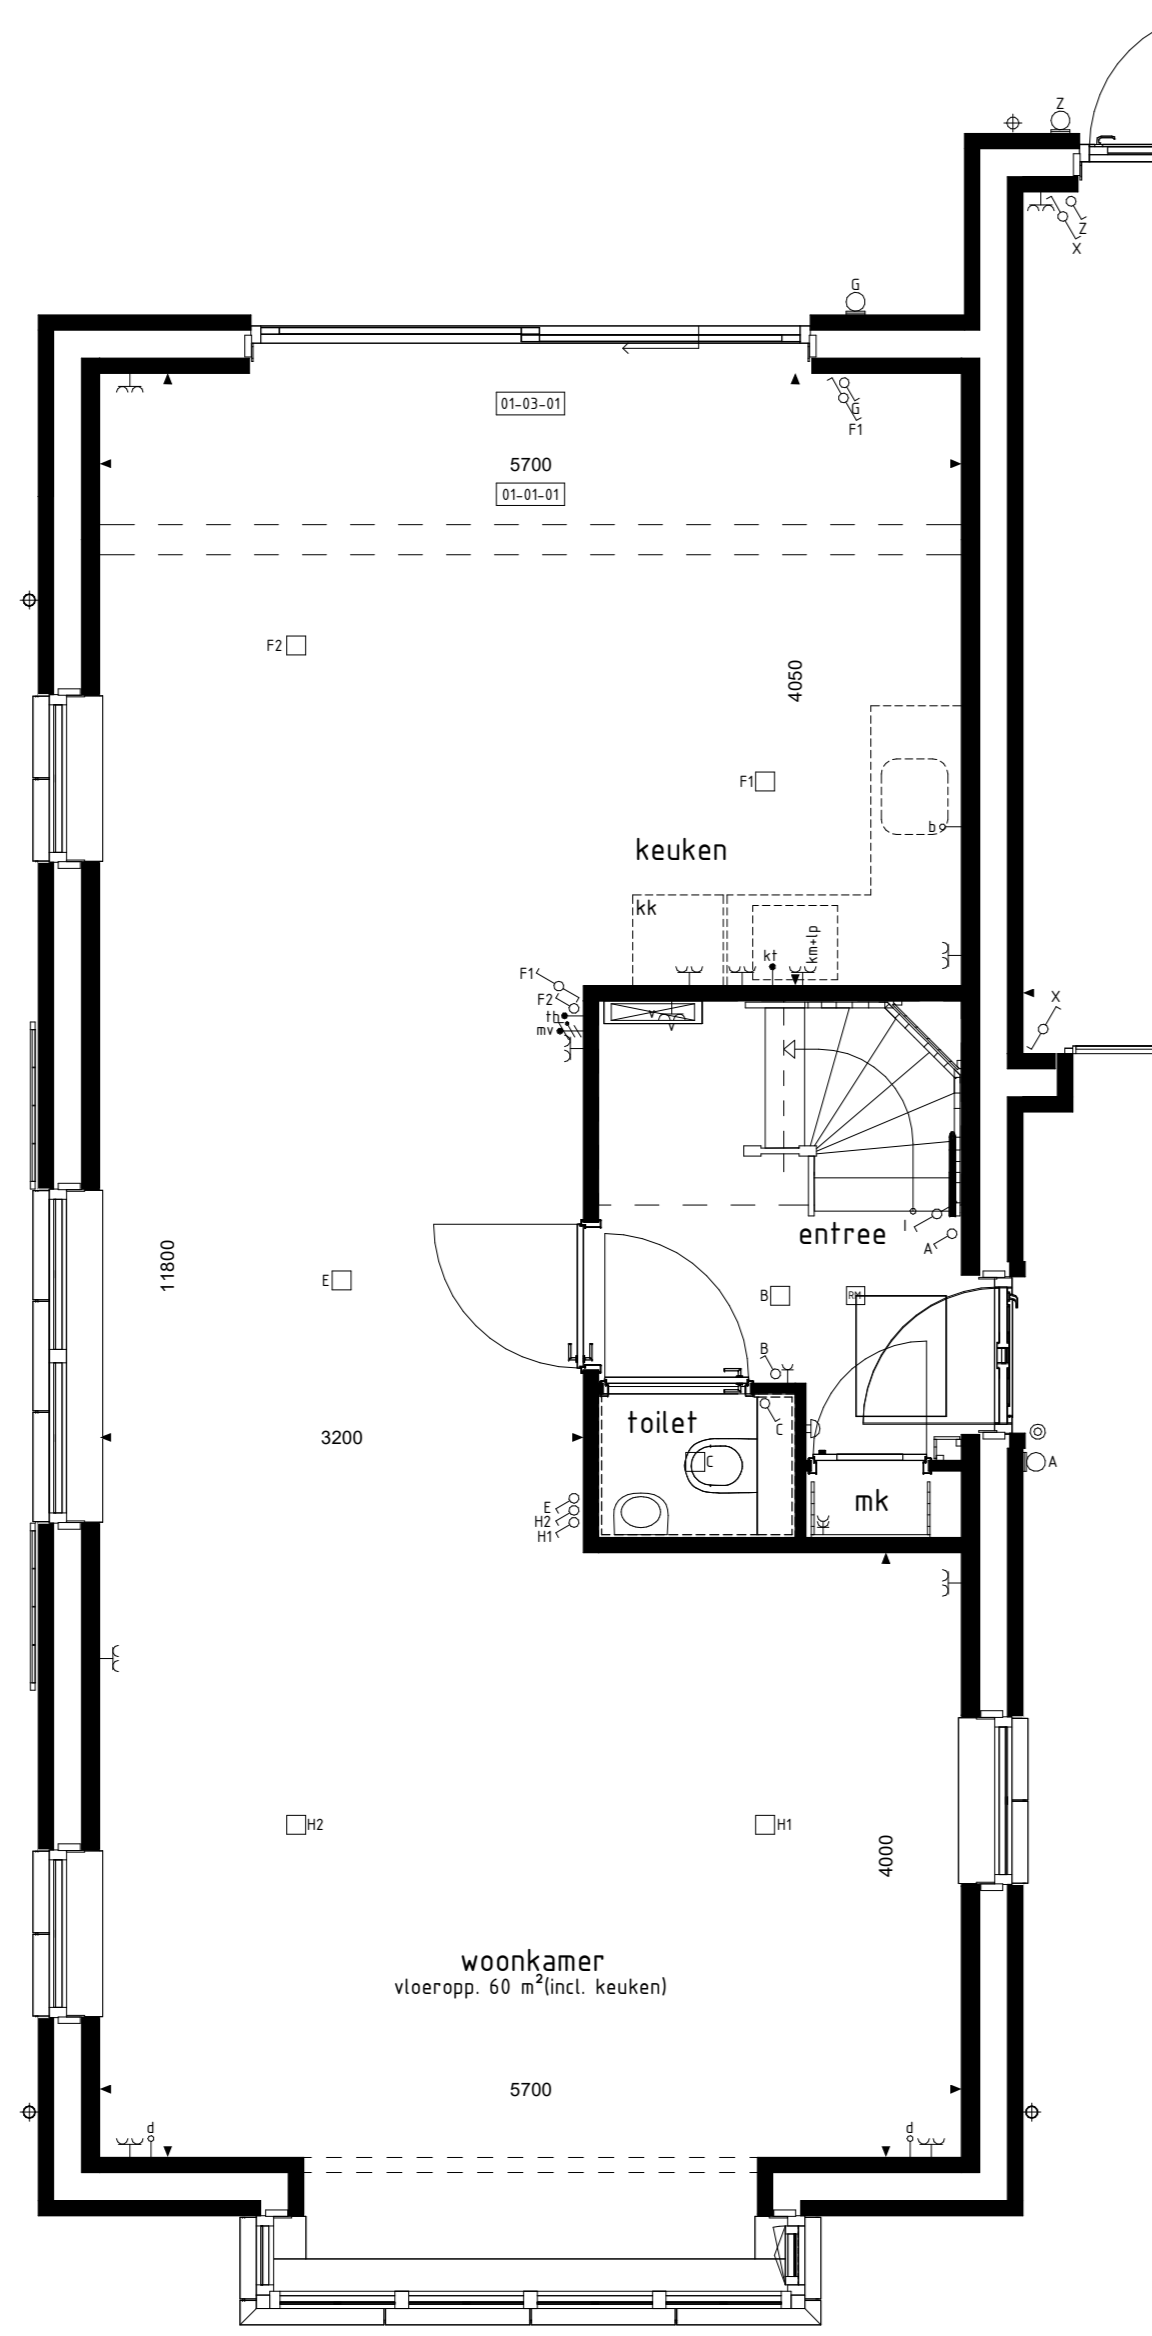 Z
Z
X
G
G
F1
01-03-01
5700
01-01-01
F2
4050
F1
b
keuken
kk
km+lp
kt
F1
F2
th
mv
v
v
X
I
A
entree
11800
E
B
RM
B
toilet
C
C
3200
A
mk
E
H2
H1
H2
H1
4000
woonkamer
vloeropp. 60 m²(incl. keuken)
5700
d
d